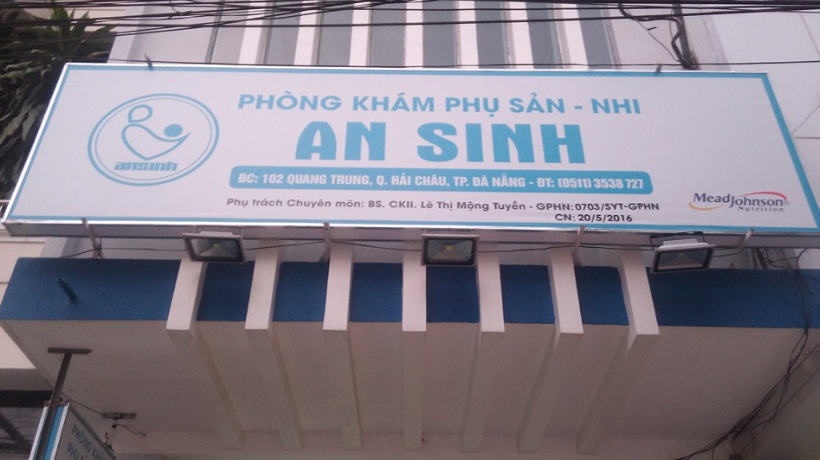 PHÒNG KHÁM PHỤ SẢN - NHI
AN SINH
ansinh
ĐC: 102 QUANG TRUNG, Q. HẢI CHÂU, TP. ĐÀ NẴNG - ĐT: (0511) 3538 727
Phụ trách Chuyên môn: BS. CKII. Lê Thị Mộng Tuyền - GPHN: 0703/SYT-GPHN
CN: 20/5/2016
MeadJohnson
Nutrition
PHÒNG